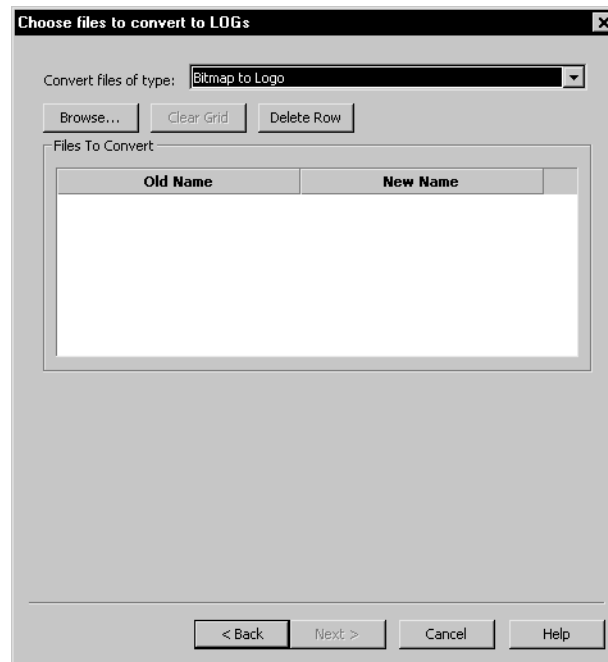 Choose files to convert to LOGs
Convert files of type: Bitmap to Logo
Browse... Clear Grid Delete Row
Files To Convert
Old Name New Name
< Back Next > Cancel Help